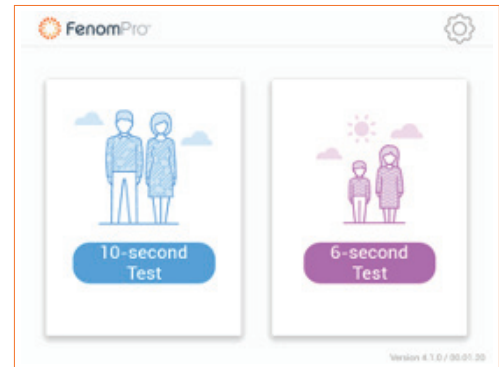 FenomPro
10-second
Test
6-second
Test
Version 4.1.0 / 00.01.20